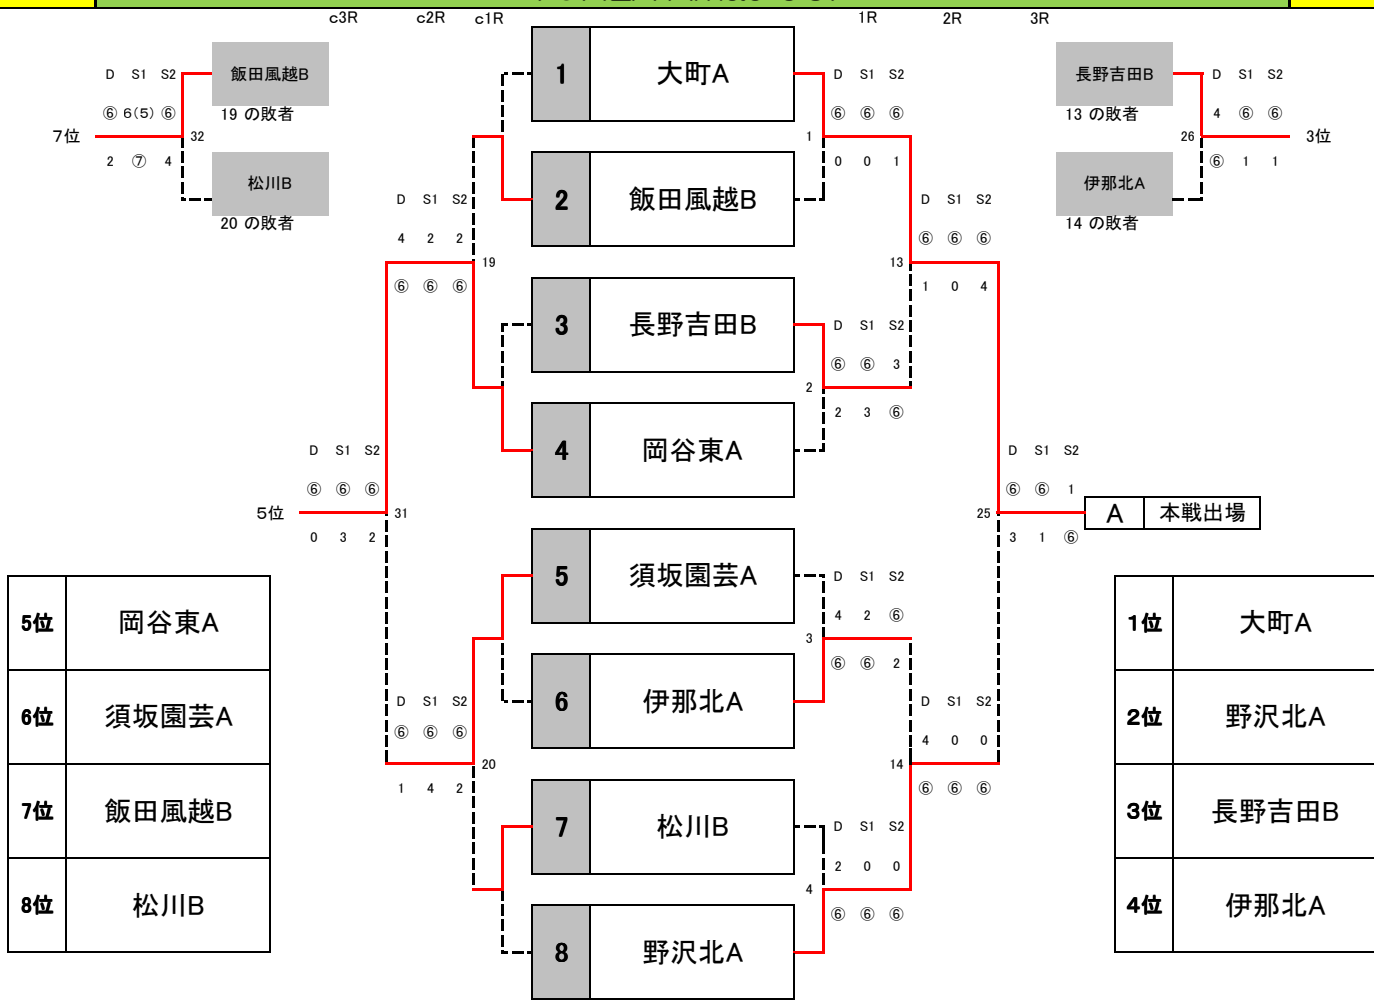 c3R c2R c1R 1R 2R 3R
1 大町A
2 飯田風越B
3 長野吉田B
4 岡谷東A
5 須坂園芸A
6 伊那北A
7 松川B
8 野沢北A
D S1 S2
飯田風越B
⑥ 6(5) ⑥
19 の敗者
7位
32
2 ⑦ 4
松川B
20 の敗者
D S1 S2
4 2 2
19
⑥ ⑥ ⑥
D S1 S2
⑥ ⑥ ⑥
5位
31
0 3 2
D S1 S2
⑥ ⑥ ⑥
20
1 4 2
D S1 S2
⑥ ⑥ ⑥
1
0 0 1
D S1 S2
⑥ ⑥ 3
2
2 3 ⑥
D S1 S2
4 2 ⑥
3
⑥ ⑥ 2
D S1 S2
2 0 0
4
⑥ ⑥ ⑥
D S1 S2
⑥ ⑥ ⑥
13
1 0 4
D S1 S2
4 0 0
14
⑥ ⑥ ⑥
D S1 S2
⑥ ⑥ 1
25
A 本戦出場
3 1 ⑥
長野吉田B
D S1 S2
13 の敗者
4 ⑥ ⑥
26
3位
伊那北A
⑥ 1 1
14 の敗者
5位 岡谷東A
6位 須坂園芸A
7位 飯田風越B
8位 松川B
1位 大町A
2位 野沢北A
3位 長野吉田B
4位 伊那北A